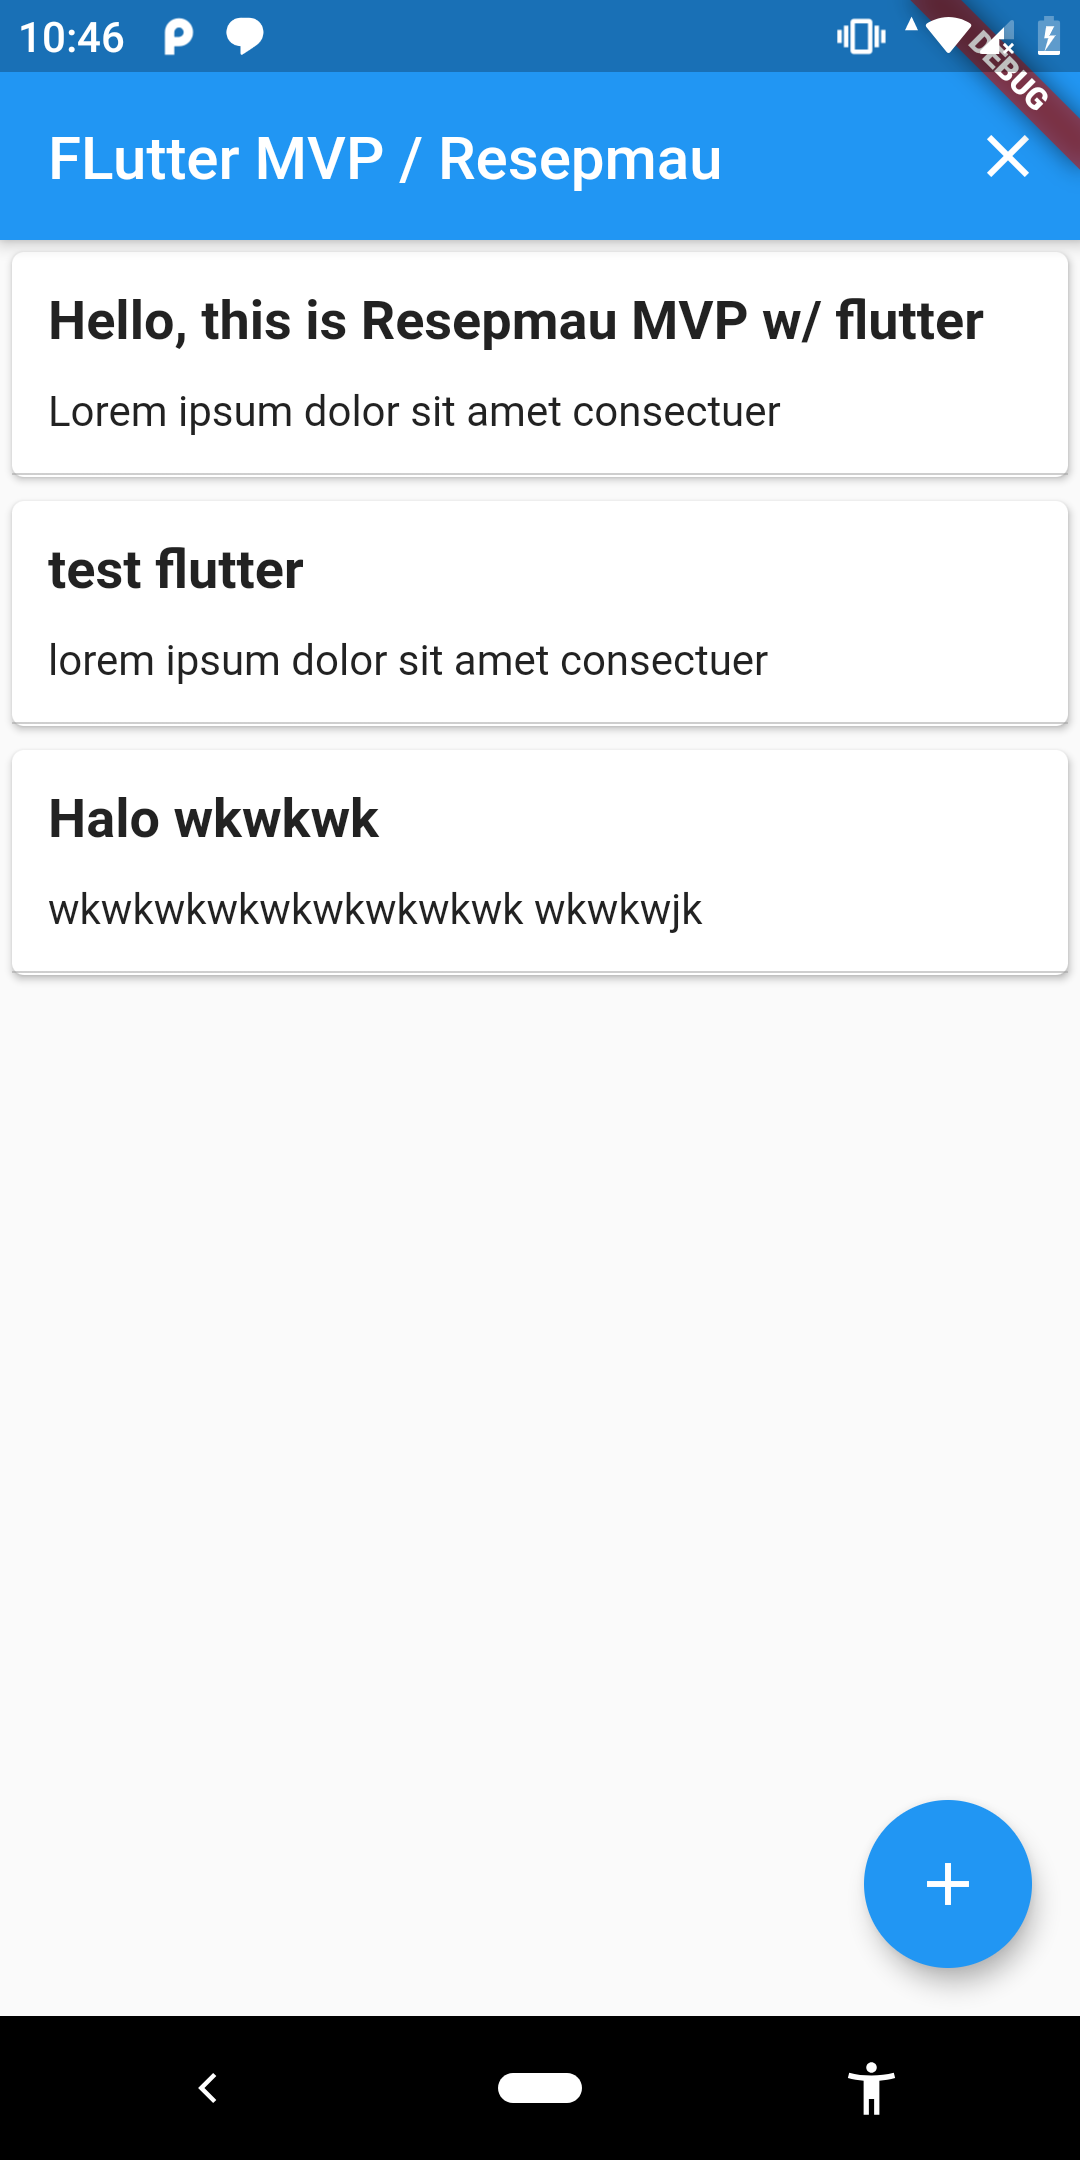 10:46
DEBUG
FLutter MVP / Resepmau
Hello, this is Resepmau MVP w/ flutter
Lorem ipsum dolor sit amet consectuer
test flutter
lorem ipsum dolor sit amet consectuer
Halo wkwkwk
wkwkwkwkwkwkwkwkwk wkwkwjk